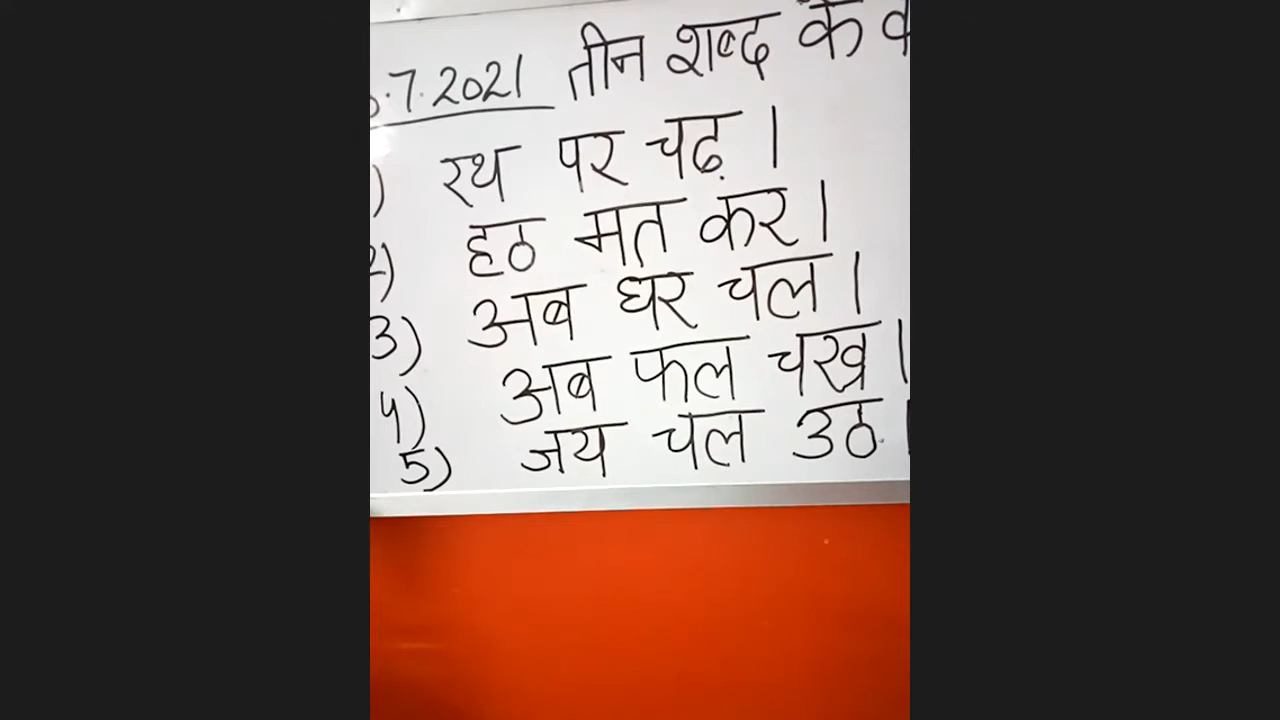 .7.2021 तीन शब्द के
1) रथ पर चढ़ ।
2) हठ मत कर ।
3) अब घर चल ।
4) अब फल चख ।
5) जय चल उठ ।